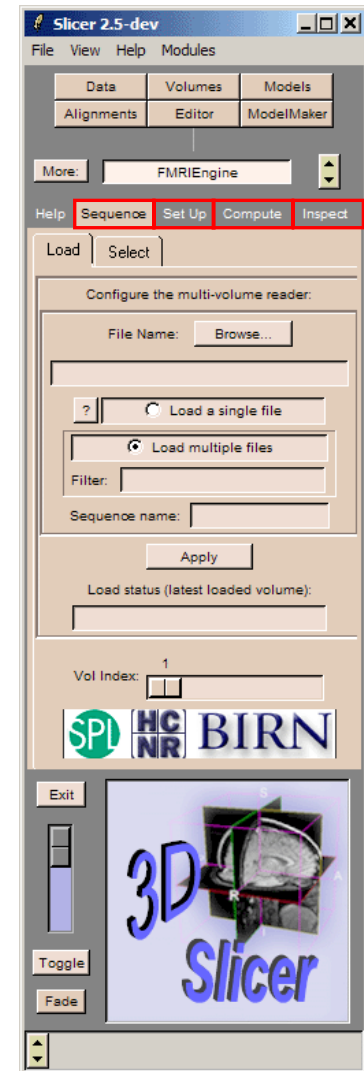 Slicer 2.5-dev
File View Help Modules
Data Volumes Models
Alignments Editor ModelMaker
More: FMRIEngine
Help Sequence Set Up Compute Inspect
Load Select
Configure the multi-volume reader:
File Name: Browse...
? Load a single file
Load multiple files
Filter:
Sequence name:
Apply
Load status (latest loaded volume):
1
Vol Index:
SPL HC NR BIRN
Exit
S
A
R
I
3D
Slicer
Toggle
Fade